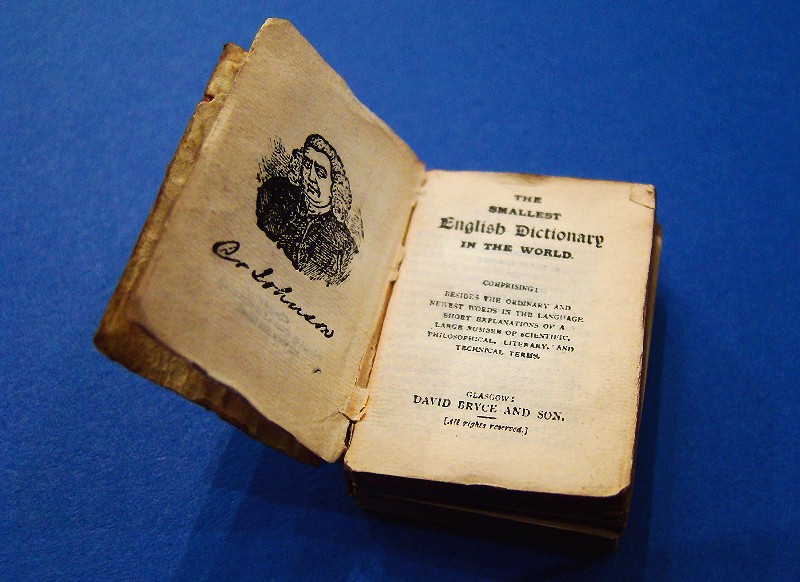 Dr Johnson
THE
SMALLEST
English Dictionary
IN THE WORLD.
COMPRISING:
BESIDES THE ORDINARY AND
NEWEST WORDS IN THE LANGUAGE
SHORT EXPLANATIONS OF A
LARGE NUMBER OF SCIENTIFIC,
PHILOSOPHICAL, LITERARY, AND
TECHNICAL TERMS.
GLASGOW:
DAVID BRYCE AND SON.
[All rights reserved.]